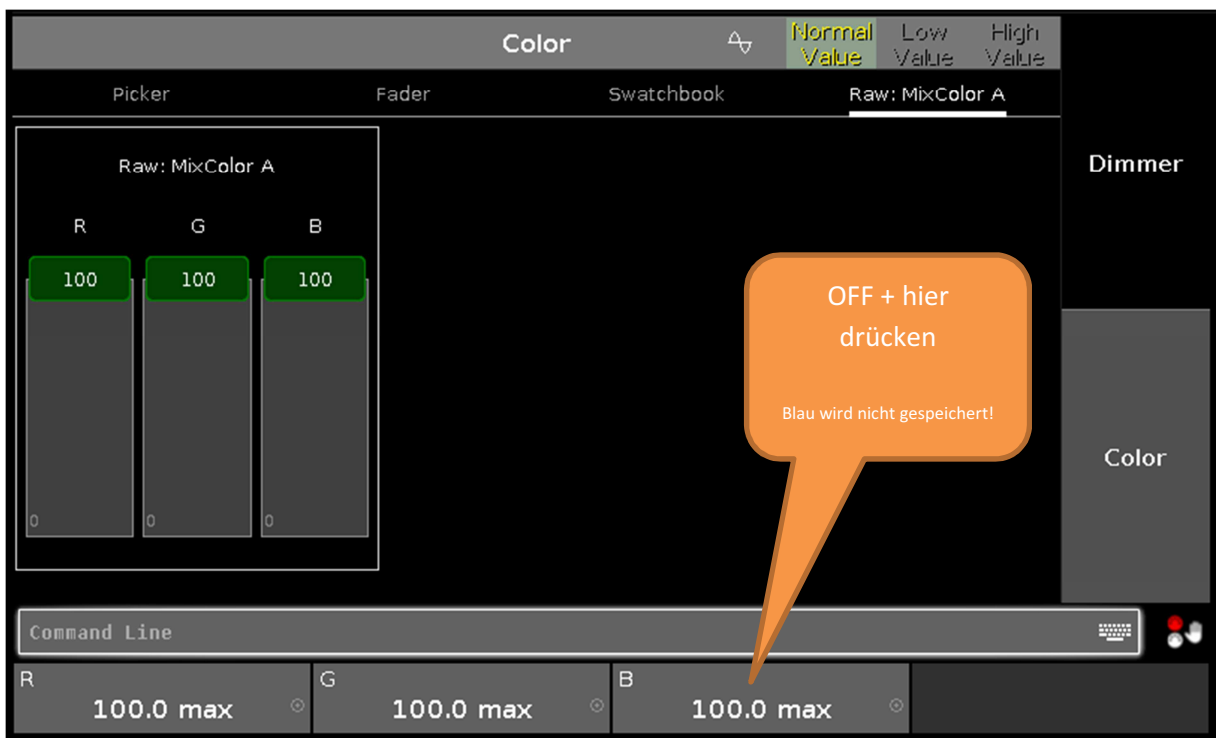 Color
Normal Value
Low Value
High Value
Picker
Fader
Swatchbook
Raw: MixColor A
Raw: MixColor A
R
G
B
100
100
100
0
0
0
Dimmer
Color
OFF + hier
drücken
Blau wird nicht gespeichert!
Command Line
R
100.0 max
G
100.0 max
B
100.0 max